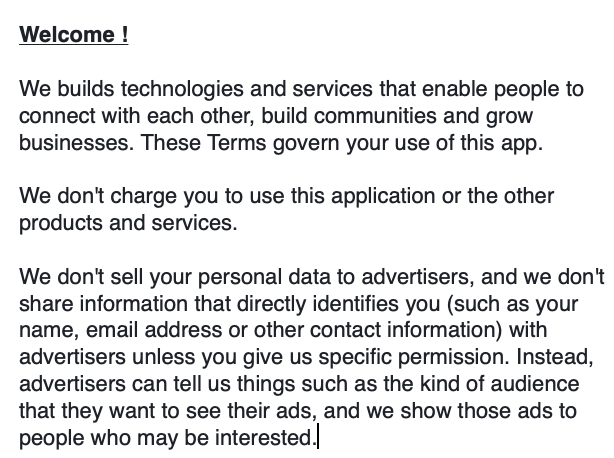 Welcome !
We builds technologies and services that enable people to
connect with each other, build communities and grow
businesses. These Terms govern your use of this app.
We don't charge you to use this application or the other
products and services.
We don't sell your personal data to advertisers, and we don't
share information that directly identifies you (such as your
name, email address or other contact information) with
advertisers unless you give us specific permission. Instead,
advertisers can tell us things such as the kind of audience
that they want to see their ads, and we show those ads to
people who may be interested.